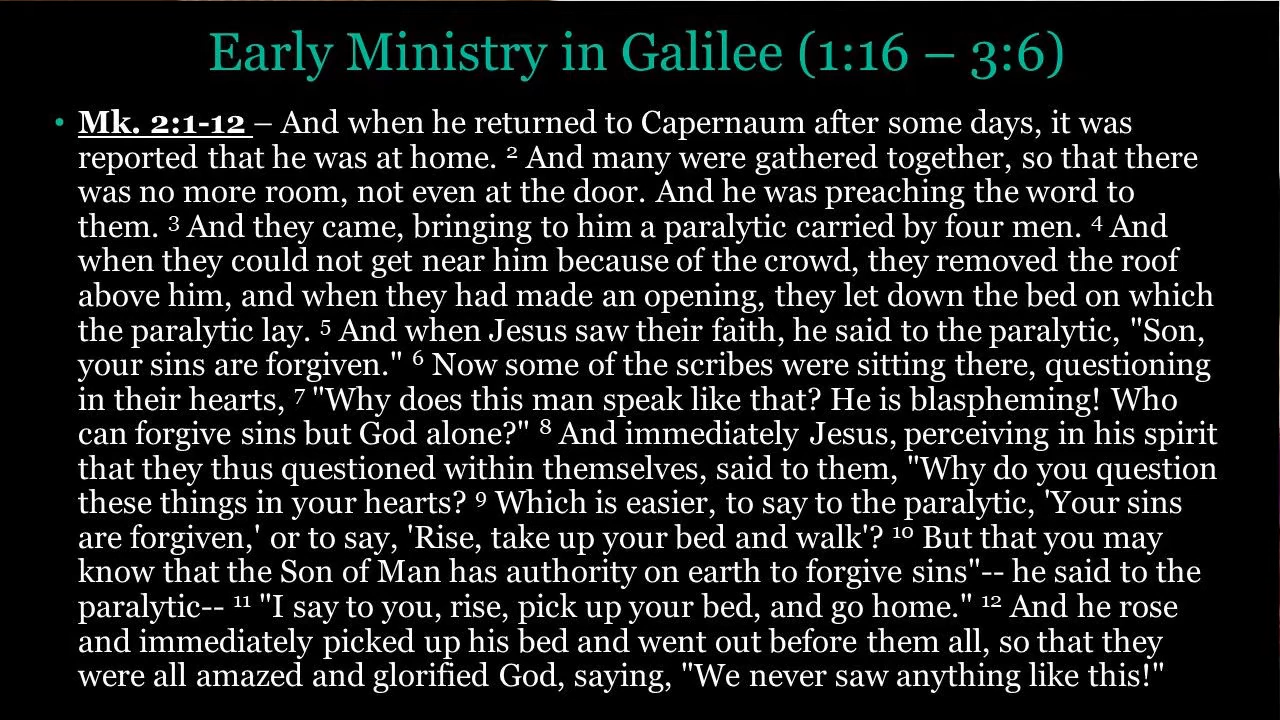 Early Ministry in Galilee (1:16 – 3:6)
• Mk. 2:1-12 – And when he returned to Capernaum after some days, it was
reported that he was at home. ² And many were gathered together, so that there
was no more room, not even at the door. And he was preaching the word to
them. ³ And they came, bringing to him a paralytic carried by four men. ⁴ And
when they could not get near him because of the crowd, they removed the roof
above him, and when they had made an opening, they let down the bed on which
the paralytic lay. ⁵ And when Jesus saw their faith, he said to the paralytic, "Son,
your sins are forgiven." ⁶ Now some of the scribes were sitting there, questioning
in their hearts, ⁷ "Why does this man speak like that? He is blaspheming! Who
can forgive sins but God alone?" ⁸ And immediately Jesus, perceiving in his spirit
that they thus questioned within themselves, said to them, "Why do you question
these things in your hearts? ⁹ Which is easier, to say to the paralytic, 'Your sins
are forgiven,' or to say, 'Rise, take up your bed and walk'? ¹⁰ But that you may
know that the Son of Man has authority on earth to forgive sins"-- he said to the
paralytic-- ¹¹ "I say to you, rise, pick up your bed, and go home." ¹² And he rose
and immediately picked up his bed and went out before them all, so that they
were all amazed and glorified God, saying, "We never saw anything like this!"